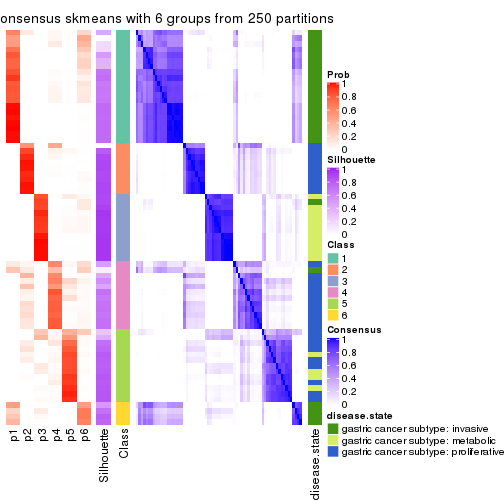 onsensus skmeans with 6 groups from 250 partitions
Prob
1
0.8
0.6
0.4
0.2
0
Silhouette
1
0.8
0.6
0.4
0.2
0
Class
1
2
3
4
5
6
Consensus
1
0.8
0.6
0.4
0.2
0
disease.state
gastric cancer subtype: invasive
gastric cancer subtype: metabolic
gastric cancer subtype: proliferative
p1
p2
p3
p4
p5
p6
Silhouette
Class
disease.state